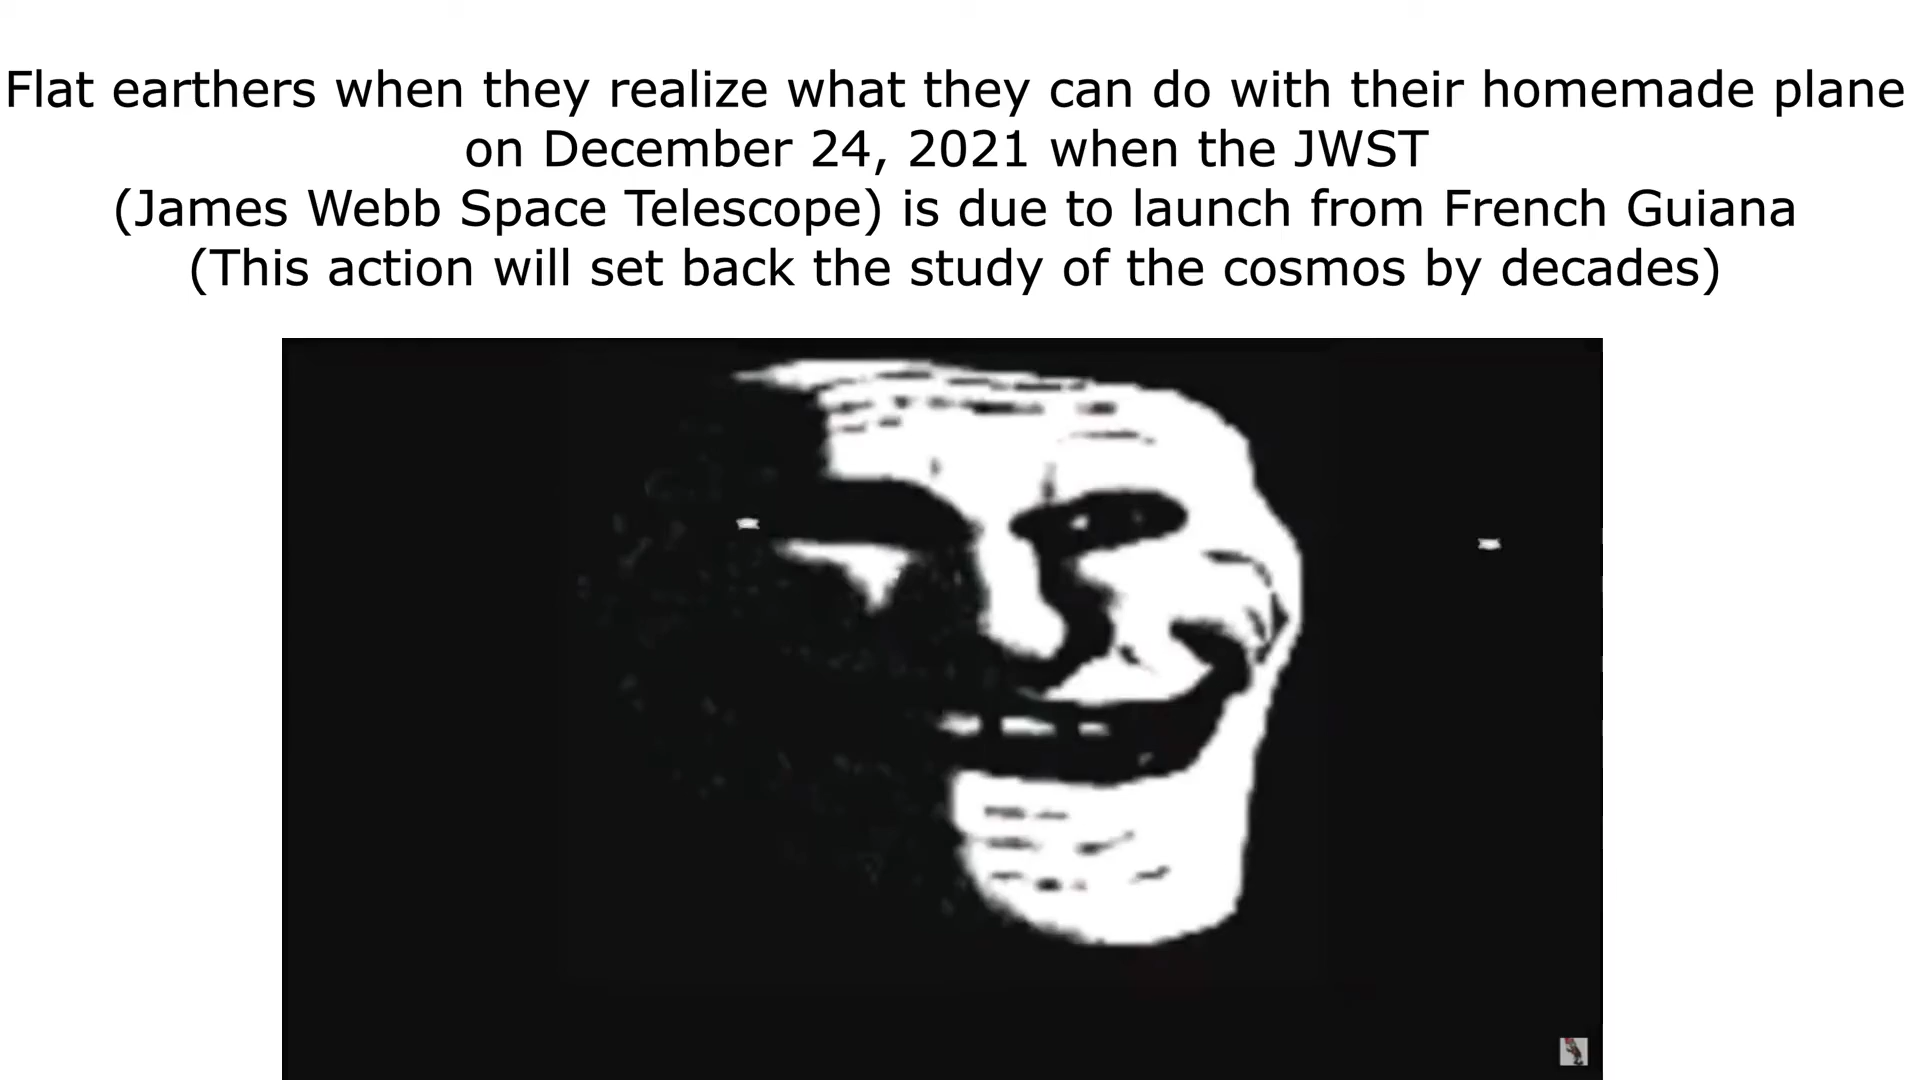 Flat earthers when they realize what they can do with their homemade plane
on December 24, 2021 when the JWST
(James Webb Space Telescope) is due to launch from French Guiana
(This action will set back the study of the cosmos by decades)